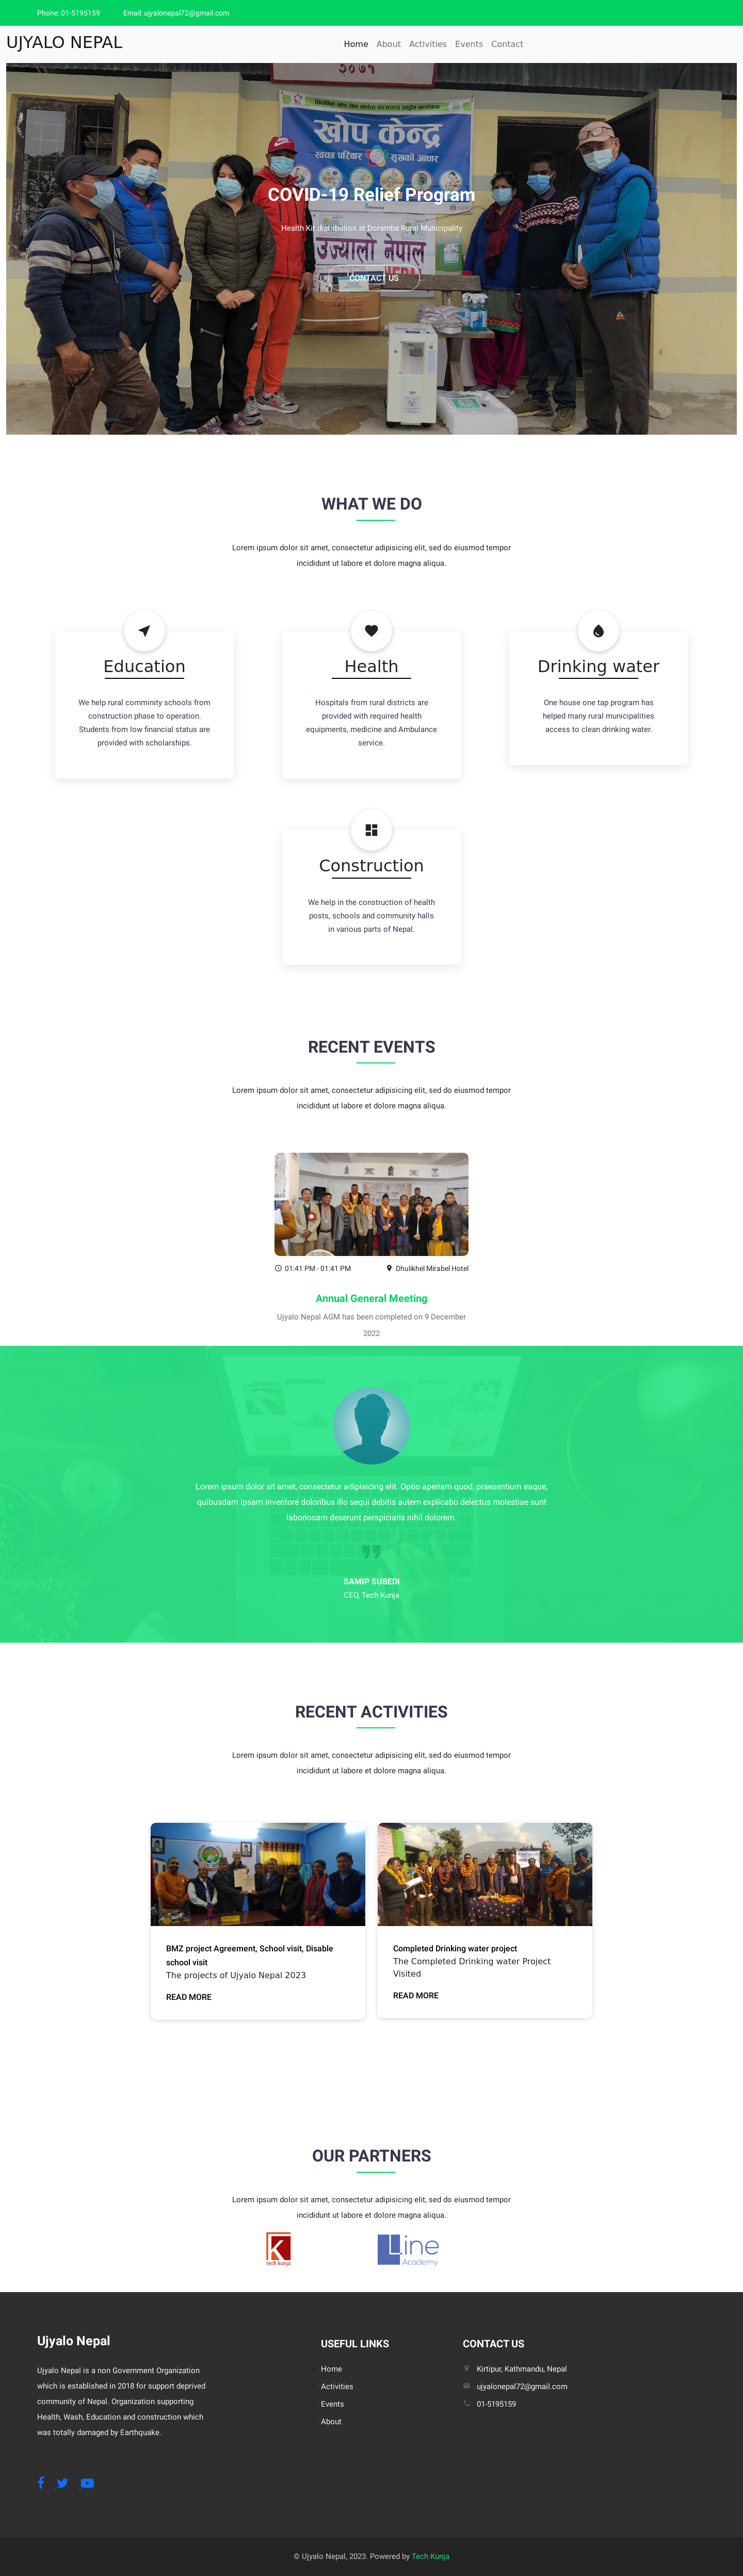 Phone: 01-5195159 Email: ujyalonepal72@gmail.com
UJYALO NEPAL
Home About Activities Events Contact
२०७१
खोप केन्द्र
स्वच्छ परिवार सुखको आधार
COVID-19 Relief Program
Health Kit distribution at Doramba Rural Municipality
उज्यालो नेपाल
CONTACT US
WHAT WE DO
Lorem ipsum dolor sit amet, consectetur adipisicing elit, sed do eiusmod tempor
incididunt ut labore et dolore magna aliqua.
Education
We help rural comminity schools from
construction phase to operation.
Students from low financial status are
provided with scholarships.
Health
Hospitals from rural districts are
provided with required health
equipments, medicine and Ambulance
service.
Drinking water
One house one tap program has
helped many rural municipalities
access to clean drinking water.
Construction
We help in the construction of health
posts, schools and community halls
in various parts of Nepal.
RECENT EVENTS
Lorem ipsum dolor sit amet, consectetur adipisicing elit, sed do eiusmod tempor
incididunt ut labore et dolore magna aliqua.
01:41 PM - 01:41 PM Dhulikhel Mirabel Hotel
Annual General Meeting
Ujyalo Nepal AGM has been completed on 9 December
2022
Lorem ipsum dolor sit amet, consectetur adipisicing elit. Optio aperiam quod, praesentium eaque,
quibusdam ipsam inventore doloribus illo sequi debitis autem explicabo delectus molestiae sunt
laboriosam deserunt perspiciatis nihil dolorem.
SAMIP SUBEDI
CEO, Tech Kunja
RECENT ACTIVITIES
Lorem ipsum dolor sit amet, consectetur adipisicing elit, sed do eiusmod tempor
incididunt ut labore et dolore magna aliqua.
BMZ project Agreement, School visit, Disable
school visit
The projects of Ujyalo Nepal 2023
READ MORE
Completed Drinking water project
The Completed Drinking water Project
Visited
READ MORE
OUR PARTNERS
Lorem ipsum dolor sit amet, consectetur adipisicing elit, sed do eiusmod tempor
incididunt ut labore et dolore magna aliqua.
K
tech kunja
Line
Academy
Ujyalo Nepal
Ujyalo Nepal is a non Government Organization
which is established in 2018 for support deprived
community of Nepal. Organization supporting
Health, Wash, Education and construction which
was totally damaged by Earthquake.
USEFUL LINKS
Home
Activities
Events
About
CONTACT US
Kirtipur, Kathmandu, Nepal
ujyalonepal72@gmail.com
01-5195159
© Ujyalo Nepal, 2023. Powered by Tech Kunja